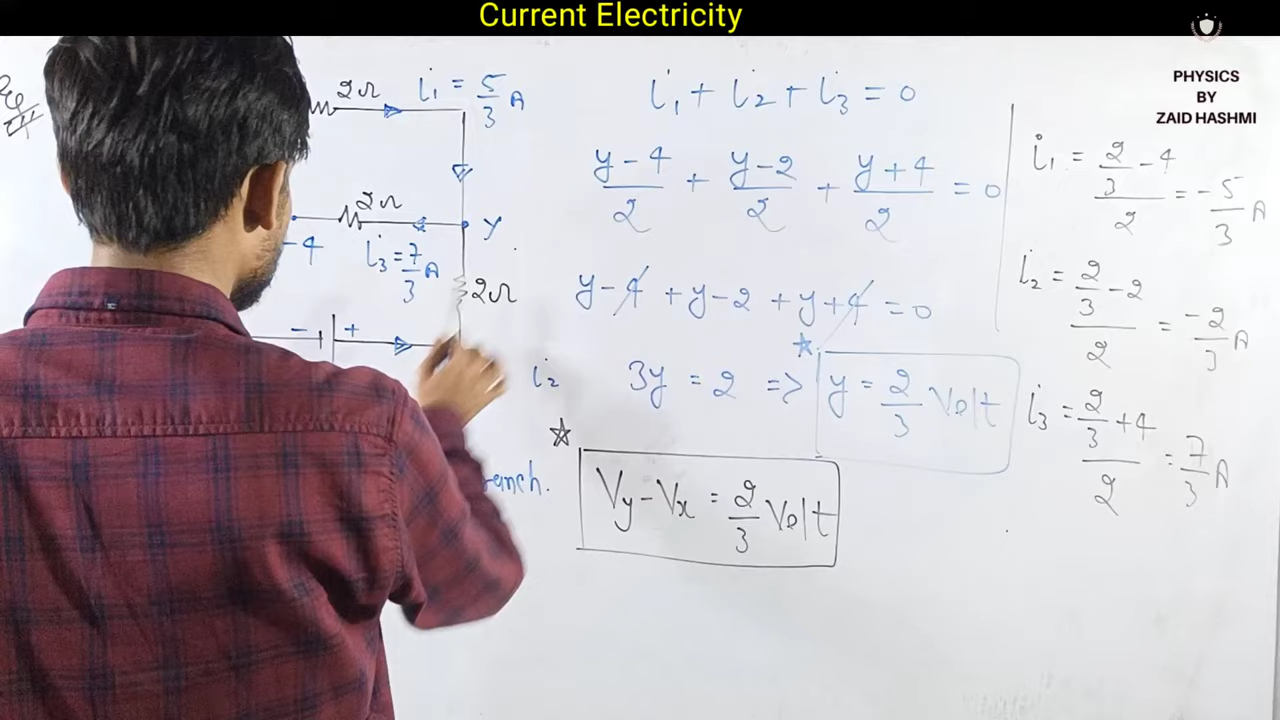 Current Electricity
PHYSICS
BY
ZAID HASHMI
2Ω
i₁ = 5/3 A
2Ω
y
-4
i₃ = 7/3 A
2Ω
- +
i₂
ranch.
i₁ + i₂ + i₃ = 0
y-4/2 + y-2/2 + y+4/2 = 0
y-4 + y-2 + y+4 = 0
3y = 2 => y = 2/3 Volt
Vy - Vx = 2/3 Volt
i₁ = 2/3 - 4 / 2 = -5/3 A
i₂ = 2/3 - 2 / 2 = -2/3 A
i₃ = 2/3 + 4 / 2 = 7/3 A